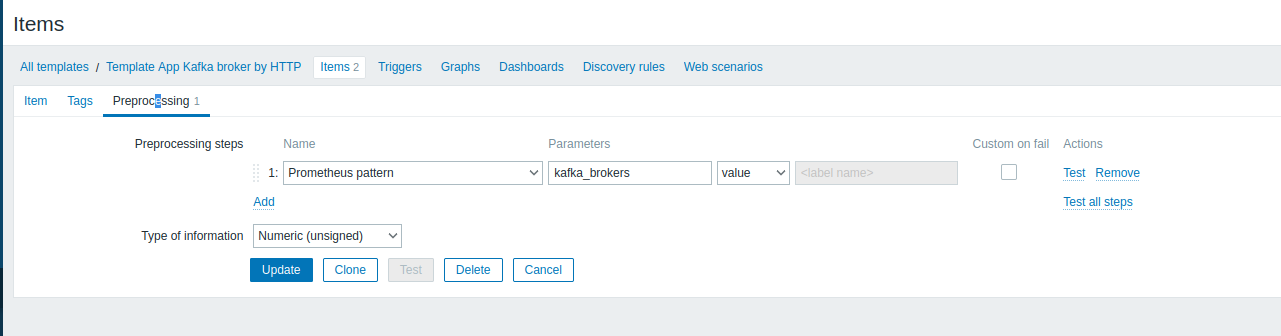 Items
All templates / Template App Kafka broker by HTTP Items 2 Triggers Graphs Dashboards Discovery rules Web scenarios
Item Tags Preprocessing 1
Preprocessing steps Name Parameters Custom on fail Actions
1: Prometheus pattern kafka_brokers value <label name> Test Remove
Add Test all steps
Type of information Numeric (unsigned)
Update Clone Test Delete Cancel